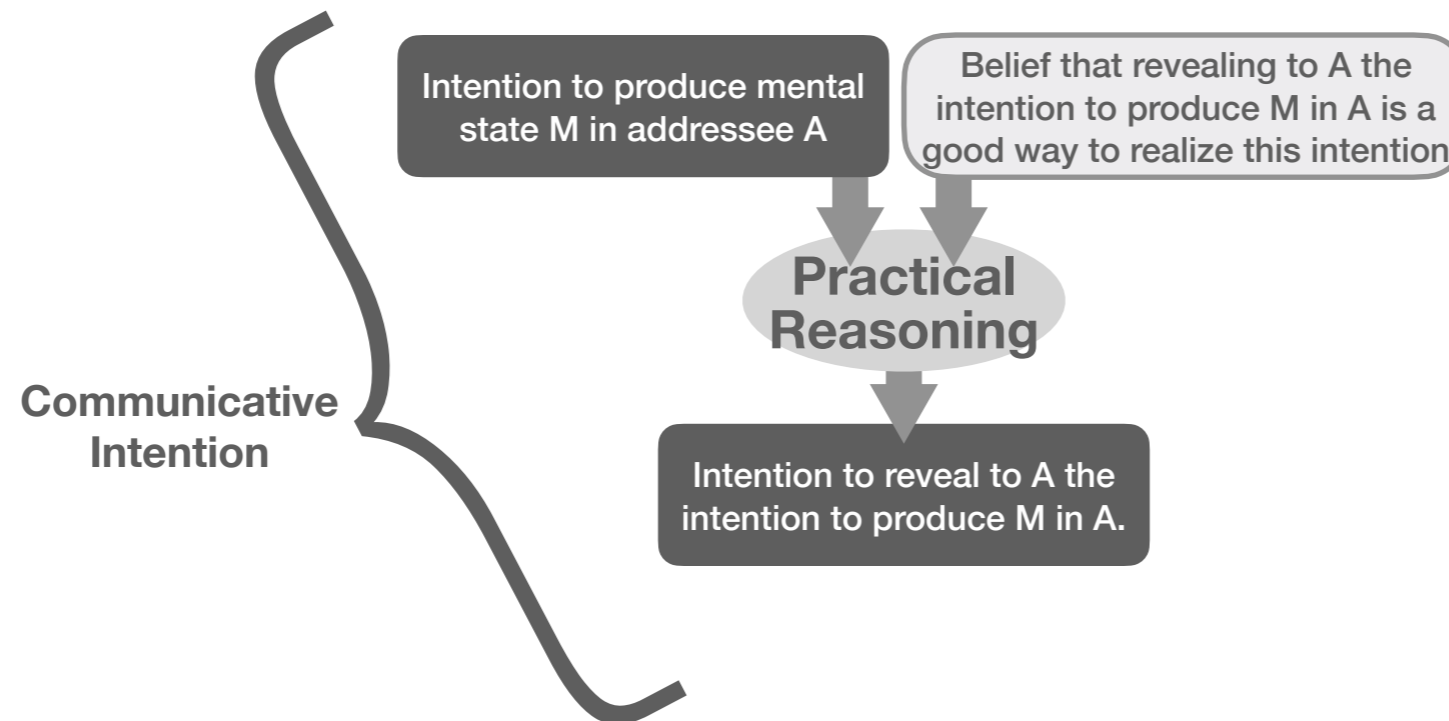 Intention to produce mental
state M in addressee A
Belief that revealing to A the
intention to produce M in A is a
good way to realize this intention
Practical
Reasoning
Communicative
Intention
Intention to reveal to A the
intention to produce M in A.